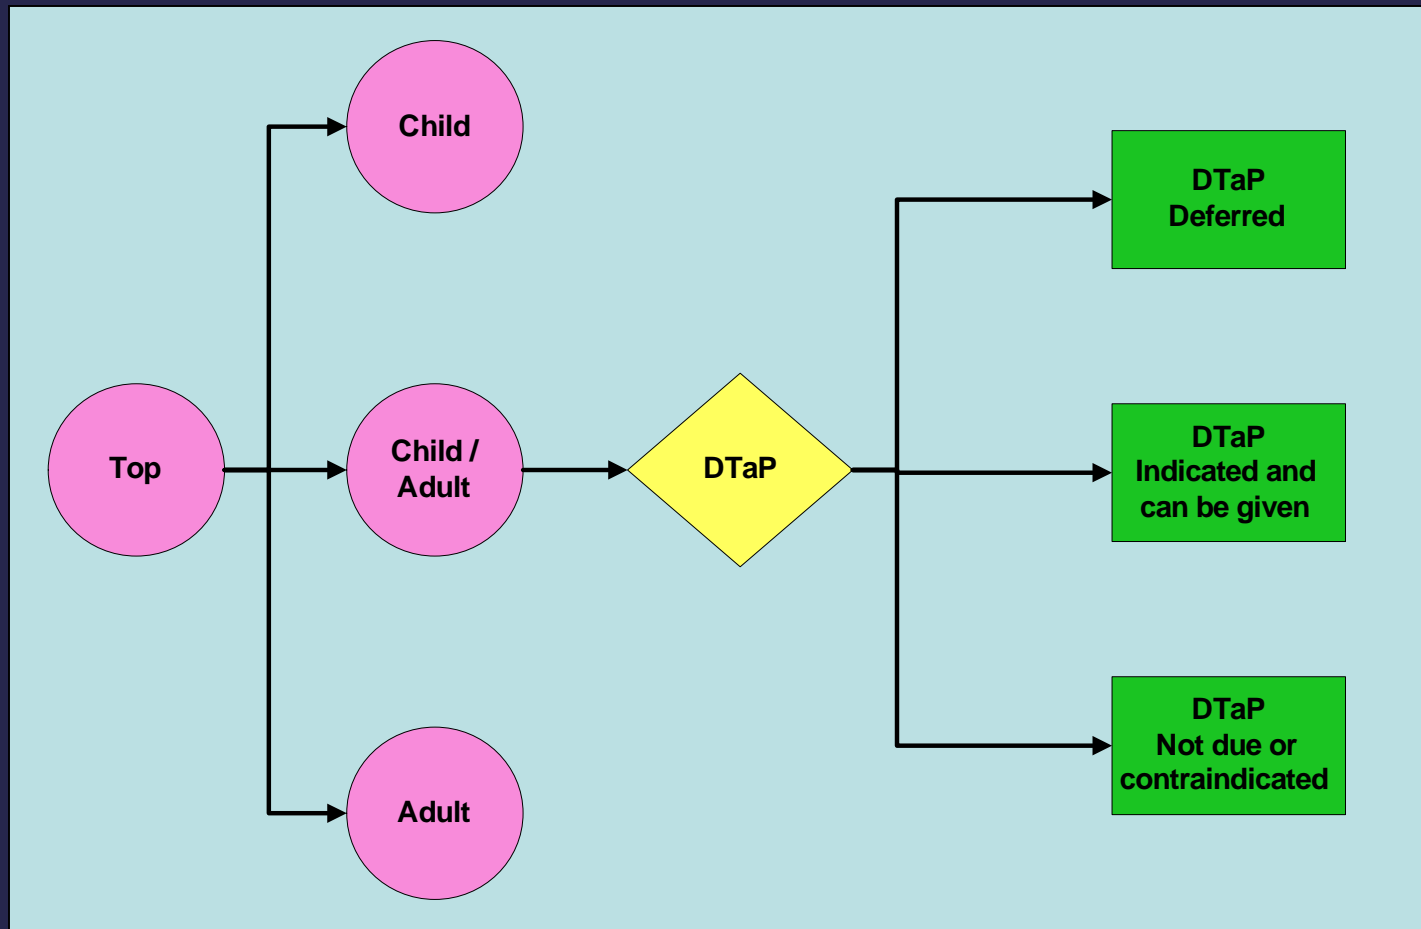 Child
DTaP
Deferred
Top
Child /
Adult
DTaP
DTaP
Indicated and
can be given
Adult
DTaP
Not due or
contraindicated